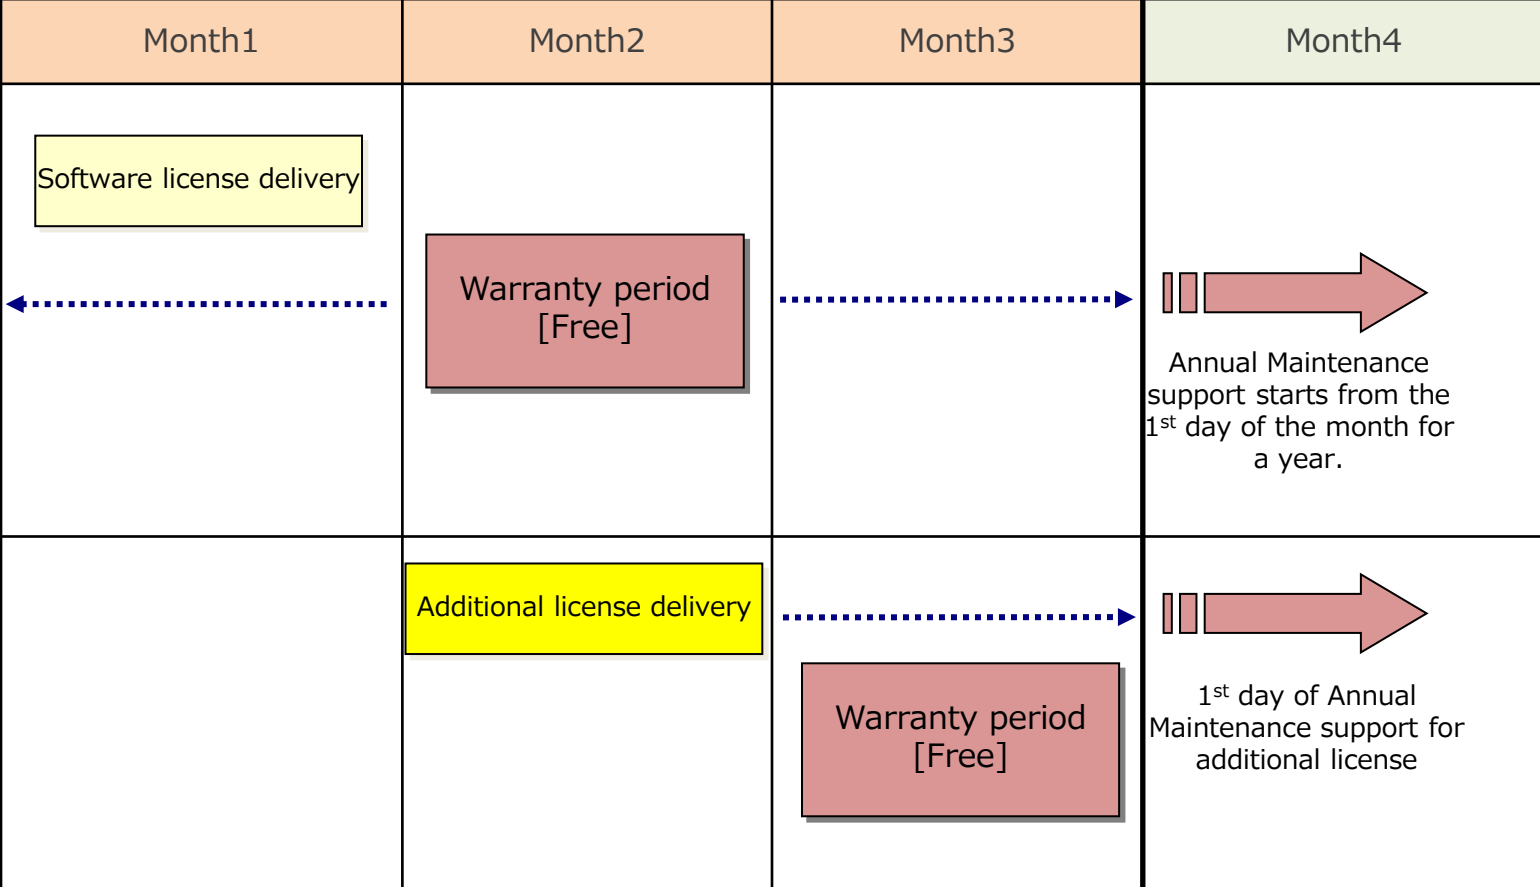 Month1
Month2
Month3
Month4
Software license delivery
Warranty period
[Free]
Annual Maintenance
support starts from the
1st day of the month for
a year.
Additional license delivery
Warranty period
[Free]
1st day of Annual
Maintenance support for
additional license